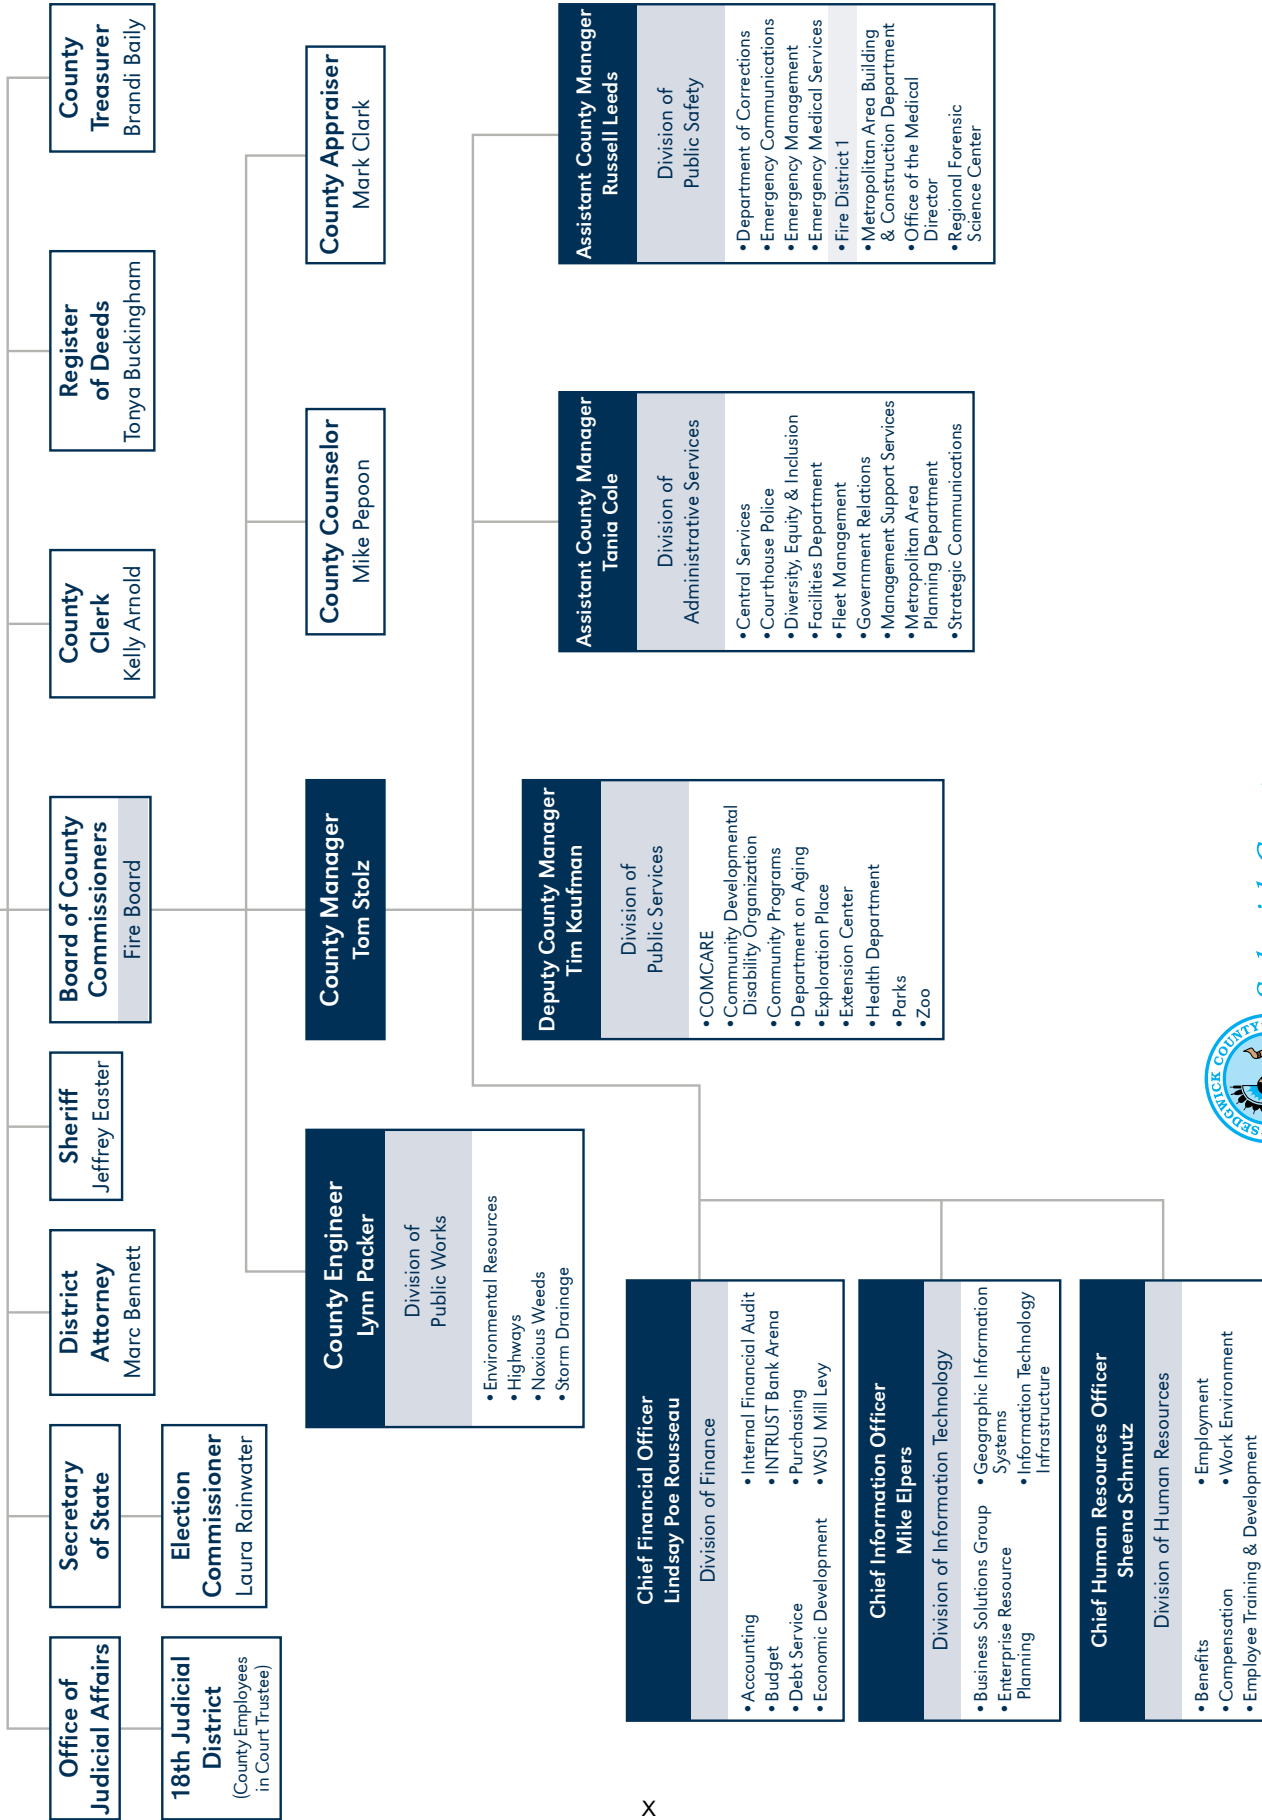 Office of
Judicial Affairs
Secretary
of State
District
Attorney
Marc Bennett
Sheriff
Jeffrey Easter
Board of County
Commissioners
Fire Board
County
Clerk
Kelly Arnold
Register
of Deeds
Tonya Buckingham
County
Treasurer
Brandi Baily
18th Judicial
District
(County Employees
in Court Trustee)
Election
Commissioner
Laura Rainwater
County Engineer
Lynn Packer
Division of
Public Works
• Environmental Resources
• Highways
• Noxious Weeds
• Storm Drainage
County Manager
Tom Stolz
County Counselor
Mike Pepoon
County Appraiser
Mark Clark
Deputy County Manager
Tim Kaufman
Division of
Public Services
• COMCARE
• Community Developmental
Disability Organization
• Community Programs
• Department on Aging
• Exploration Place
• Extension Center
• Health Department
• Parks
• Zoo
Assistant County Manager
Tania Cole
Division of
Administrative Services
• Central Services
• Courthouse Police
• Diversity, Equity & Inclusion
• Facilities Department
• Fleet Management
• Government Relations
• Management Support Services
• Metropolitan Area
Planning Department
• Strategic Communications
Assistant County Manager
Russell Leeds
Division of
Public Safety
• Department of Corrections
• Emergency Communications
• Emergency Management
• Emergency Medical Services
• Fire District 1
• Metropolitan Area Building
& Construction Department
• Office of the Medical
Director
• Regional Forensic
Science Center
Chief Financial Officer
Lindsay Poe Rousseau
Division of Finance
• Accounting
• Budget
• Debt Service
• Economic Development
• Internal Financial Audit
• INTRUST Bank Arena
• Purchasing
• WSU Mill Levy
Chief Information Officer
Mike Elpers
Division of Information Technology
• Business Solutions Group
• Enterprise Resource
Planning
• Geographic Information
Systems
• Information Technology
Infrastructure
Chief Human Resources Officer
Sheena Schmutz
Division of Human Resources
• Benefits
• Compensation
• Employee Training & Development
• Employment
• Work Environment
SEDGWICK COUNTY
X